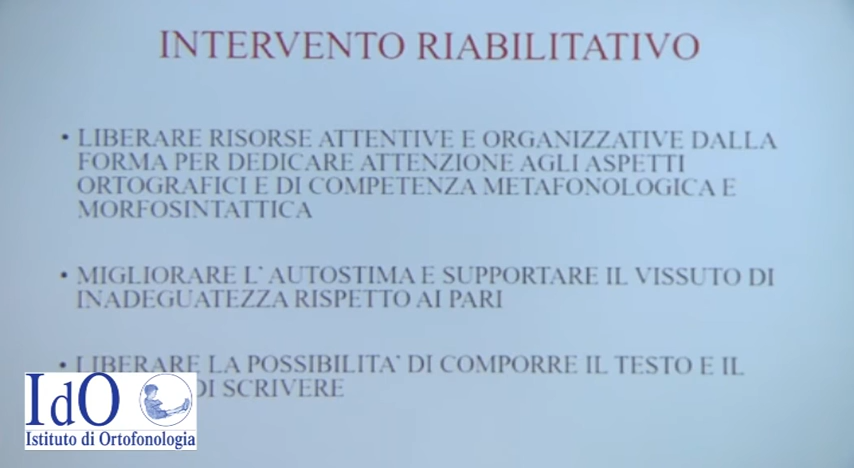 INTERVENTO RIABILITATIVO
• LIBERARE RISORSE ATTENTIVE E ORGANIZZATIVE DALLA
FORMA PER DEDICARE ATTENZIONE AGLI ASPETTI
ORTOGRAFICI E DI COMPETENZA METAFONOLOGICA E
MORFOSINTATTICA
• MIGLIORARE L' AUTOSTIMA E SUPPORTARE IL VISSUTO DI
INADEGUATEZZA RISPETTO AI PARI
• LIBERARE LA POSSIBILITA' DI COMPORRE IL TESTO E IL
DI SCRIVERE
IdO
Istituto di Ortofonologia